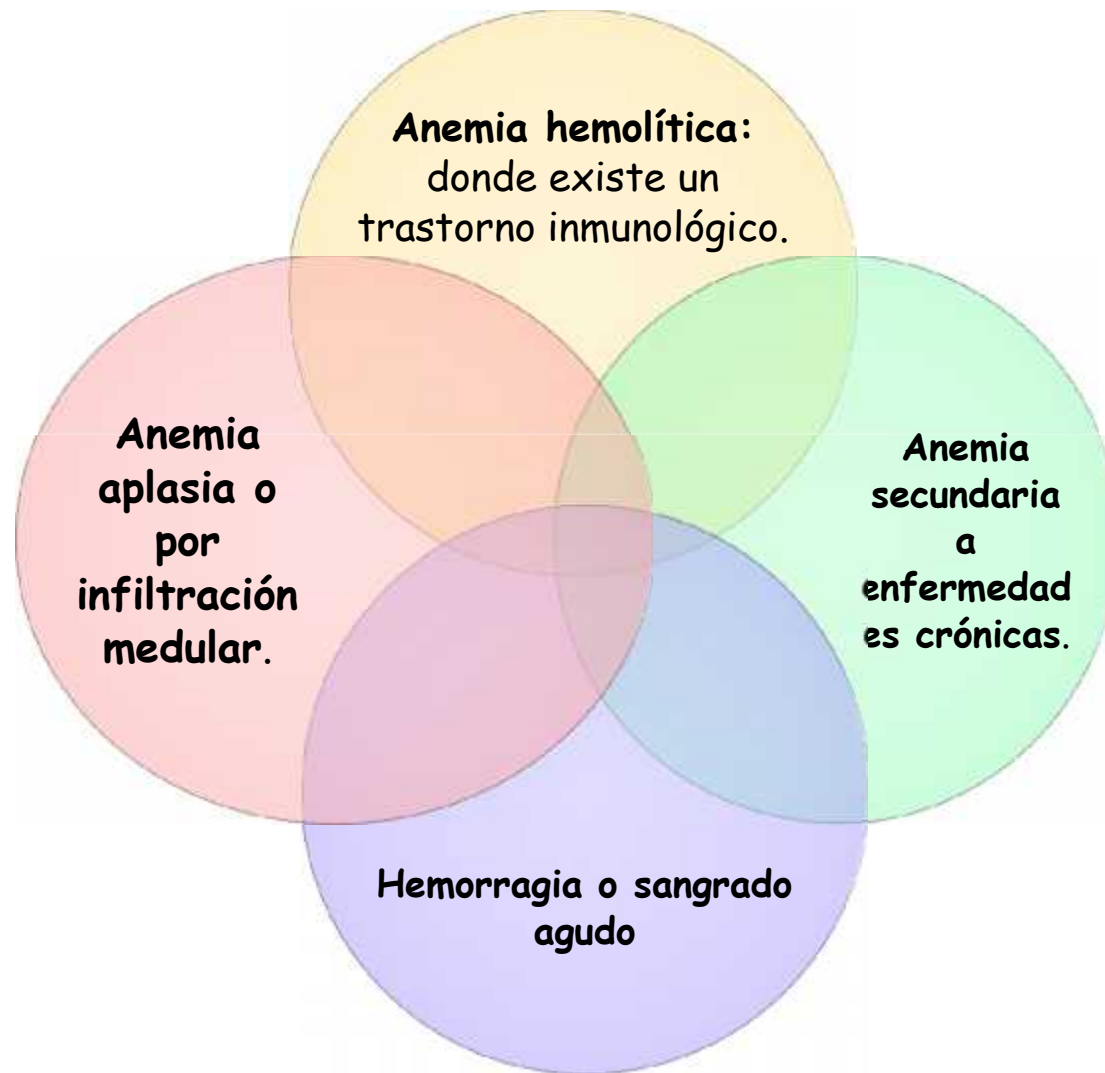 Anemia hemolítica:
donde existe un
trastorno inmunológico.
Anemia
aplasia o
por
infiltración
medular.
Anemia
secundaria
a
enfermedad
es crónicas.
Hemorragia o sangrado
agudo